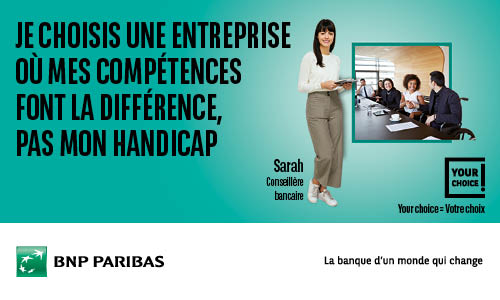 JE CHOISIS UNE ENTREPRISE
OÙ MES COMPÉTENCES
FONT LA DIFFÉRENCE,
PAS MON HANDICAP
Sarah
Conseillère
bancaire
YOUR
CHOICE
!
Your choice = Votre choix
BNP PARIBAS
La banque d'un monde qui change